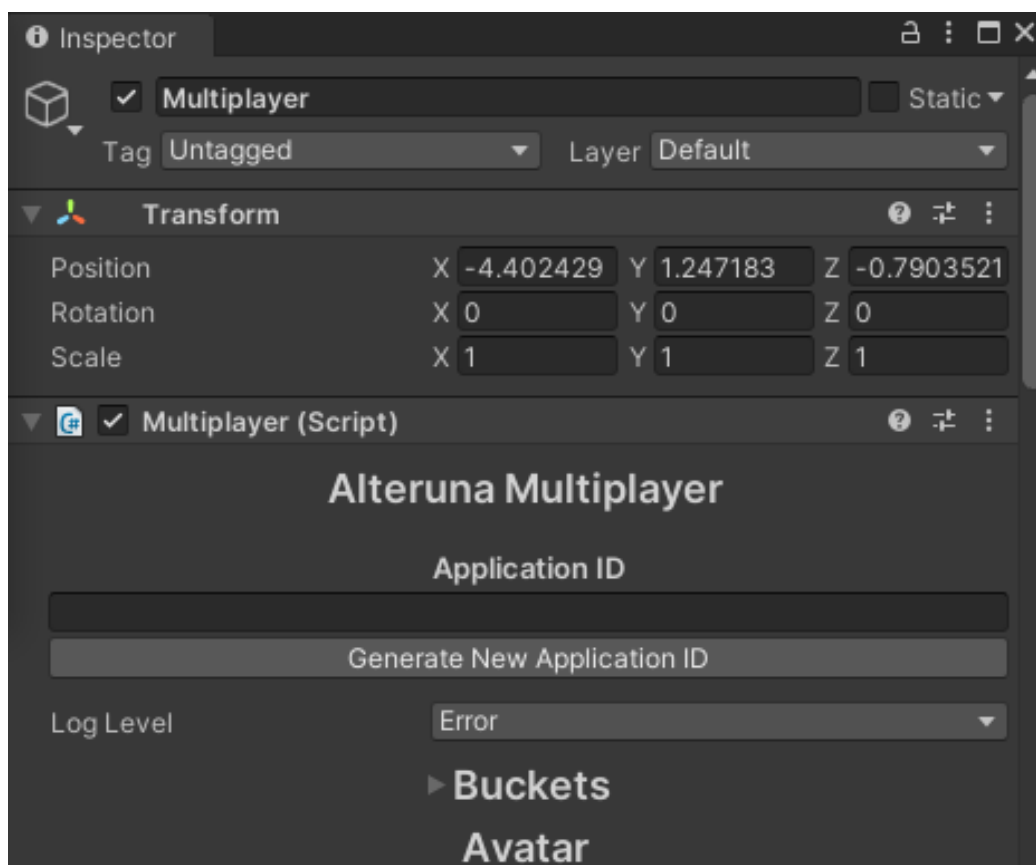 Inspector
Multiplayer Static
Tag Untagged Layer Default
Transform
Position X -4.402429 Y 1.247183 Z -0.7903521
Rotation X 0 Y 0 Z 0
Scale X 1 Y 1 Z 1
Multiplayer (Script)
Alteruna Multiplayer
Application ID
Generate New Application ID
Log Level Error
Buckets
Avatar